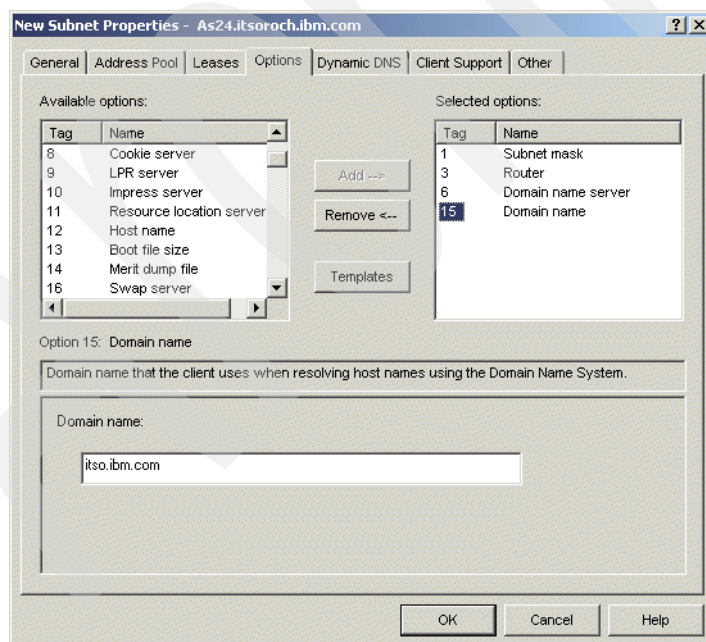 New Subnet Properties - As24.itsoroch.ibm.com
General Address Pool Leases Options Dynamic DNS Client Support Other
Available options: Selected options:
Tag Name Tag Name
8 Cookie server 1 Subnet mask
9 LPR server 3 Router
10 Impress server 6 Domain name server
11 Resource location server 15 Domain name
12 Host name
13 Boot file size
14 Merit dump file
16 Swap server
Add -->
Remove <--
Templates
Option 15: Domain name
Domain name that the client uses when resolving host names using the Domain Name System.
Domain name:
itso.ibm.com
OK Cancel Help